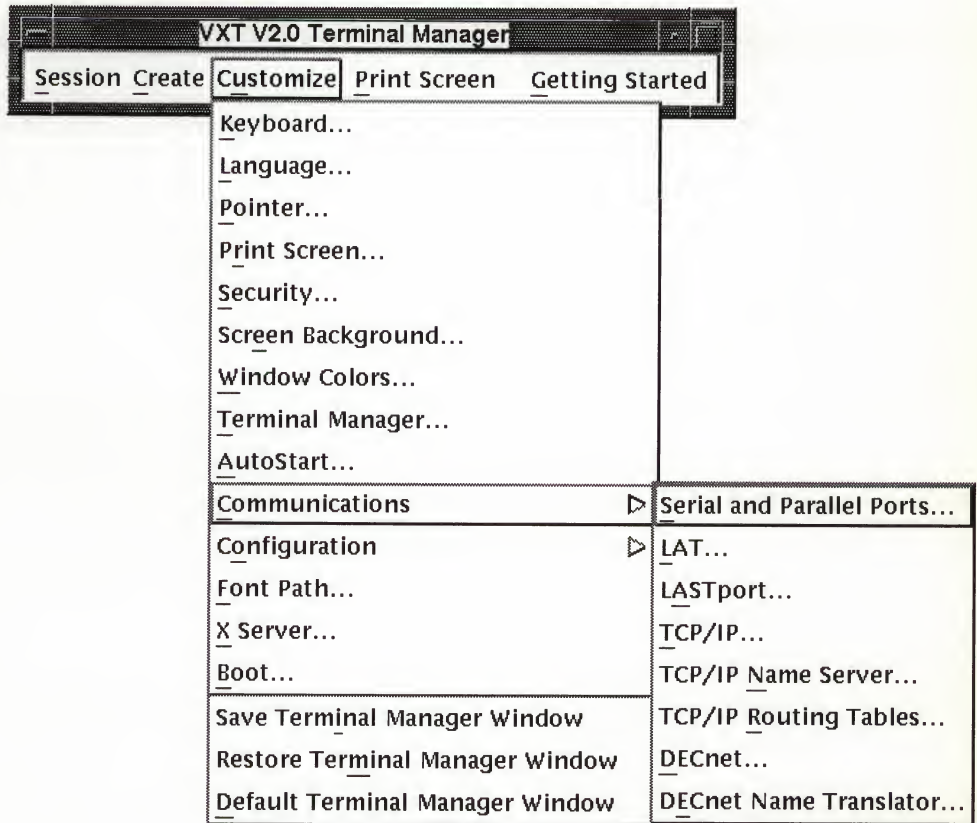 VXT V2.0 Terminal Manager
Session Create Customize Print Screen Getting Started
Keyboard...
Language...
Pointer...
Print Screen...
Security...
Screen Background...
Window Colors...
Terminal Manager...
AutoStart...
Communications
Configuration
Font Path...
X Server...
Boot...
Save Terminal Manager Window
Restore Terminal Manager Window
Default Terminal Manager Window
Serial and Parallel Ports...
LAT...
LASTport...
TCP/IP...
TCP/IP Name Server...
TCP/IP Routing Tables...
DECnet...
DECnet Name Translator...